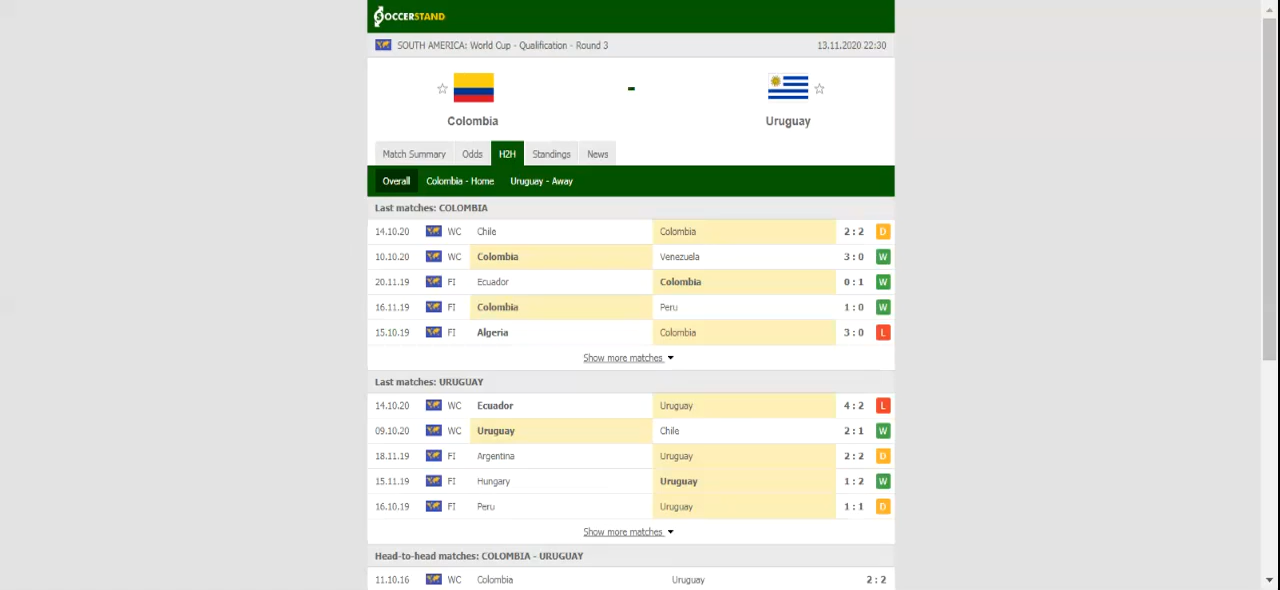 SOCCERSTAND
SOUTH AMERICA: World Cup - Qualification - Round 3 13.11.2020 22:30
-
Colombia Uruguay
Match Summary Odds H2H Standings News
Overall Colombia - Home Uruguay - Away
Last matches: COLOMBIA
14.10.20 WC Chile Colombia 2 : 2 D
10.10.20 WC Colombia Venezuela 3 : 0 W
20.11.19 FI Ecuador Colombia 0 : 1 W
16.11.19 FI Colombia Peru 1 : 0 W
15.10.19 FI Algeria Colombia 3 : 0 L
Show more matches
Last matches: URUGUAY
14.10.20 WC Ecuador Uruguay 4 : 2 L
09.10.20 WC Uruguay Chile 2 : 1 W
18.11.19 FI Argentina Uruguay 2 : 2 D
15.11.19 FI Hungary Uruguay 1 : 2 W
16.10.19 FI Peru Uruguay 1 : 1 D
Show more matches
Head-to-head matches: COLOMBIA - URUGUAY
11.10.16 WC Colombia Uruguay 2 : 2